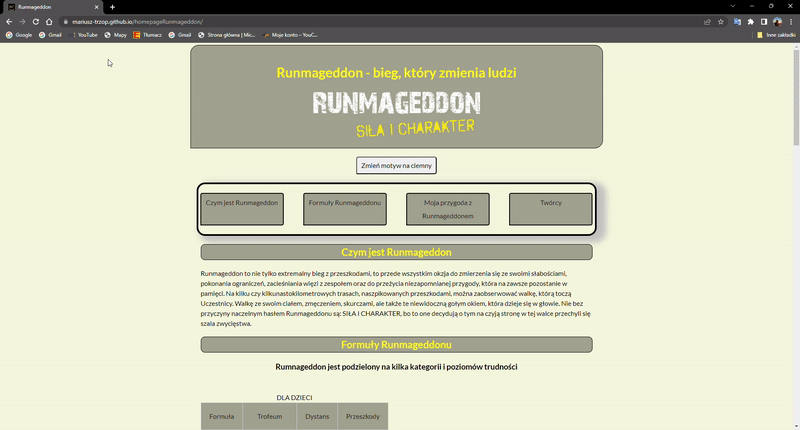 Runmageddon
mariusz-trzop.github.io/homepageRunmageddon/
Google Gmail YouTube Mapy Tłumacz Gmail Strona główna | Mic... Moje konto – YouC... Inne zakładki
Runmageddon - bieg, który zmienia ludzi
RUNMAGEDDON
SIŁA I CHARAKTER
Zmień motyw na ciemny
Czym jest Runmageddon
Formuły Runmageddonu
Moja przygoda z
Runmageddonem
Twórcy
Czym jest Runmageddon
Runmageddon to nie tylko extremalny bieg z przeszkodami, to przede wszystkim okzja do zmierzenia się ze swoimi słabościami,
pokonania ograniczeń, zacieśniania więzi z zespołem oraz do przeżycia niezapomnianej przygody, która na zawsze pozostanie w
pamięci. Na kilku czy kilkunastokilometrowych trasach, naszpikowanych przeszkodami, można zaobserwować walkę, którą toczą
Uczestnicy. Walkę ze swoim ciałem, zmęczeniem, skurczami, ale także te niewidoczną gołym okiem, która dzieje się w głowie. Nie bez
przyczyny naczelnym hasłem Runmageddonu są: SIŁA I CHARAKTER, bo to one decydują o tym na czyją stronę w tej walce przechyli się
szala zwycięstwa.
Formuły Runmageddonu
Rumnageddon jest podzielony na kilka kategorii i poziomów trudności
DLA DZIECI
Formuła Trofeum Dystans Przeszkody